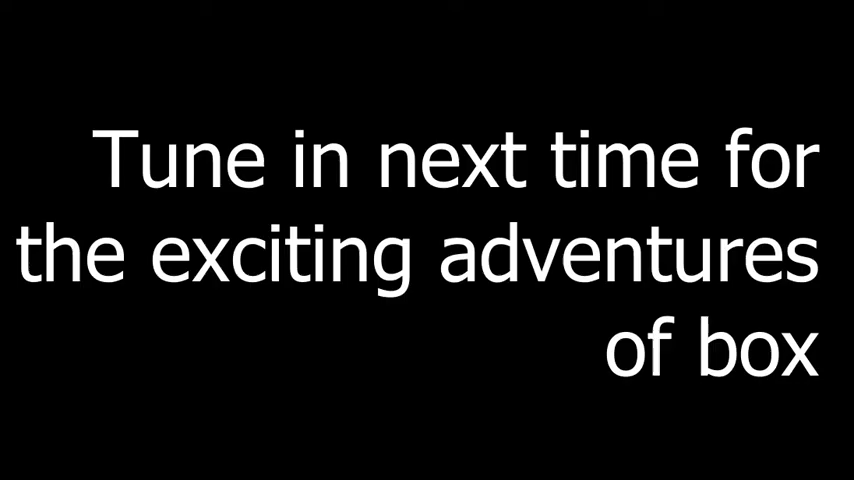 Tune in next time for
the exciting adventures
of box